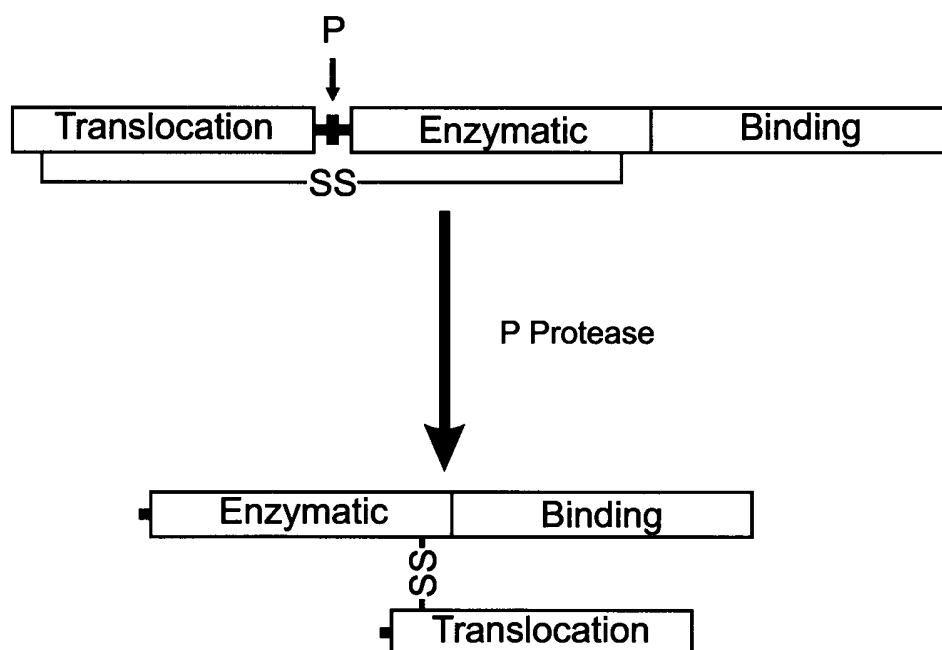 P
Translocation Enzymatic Binding
SS
P Protease
Enzymatic Binding
SS
Translocation